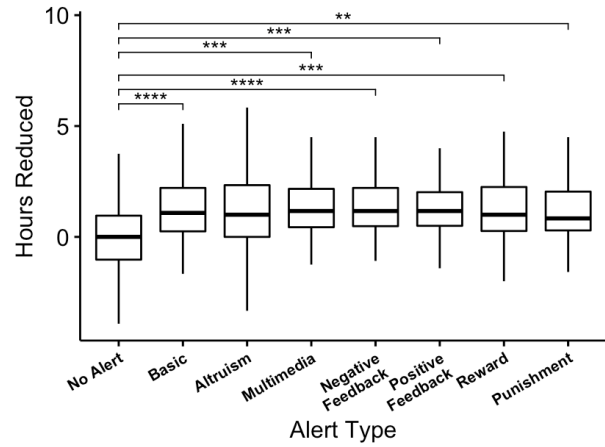 10
5
0
Hours Reduced
**
***
***
***
****
****
No Alert
Basic
Altruism
Multimedia
Negative
Feedback
Positive
Feedback
Reward
Punishment
Alert Type